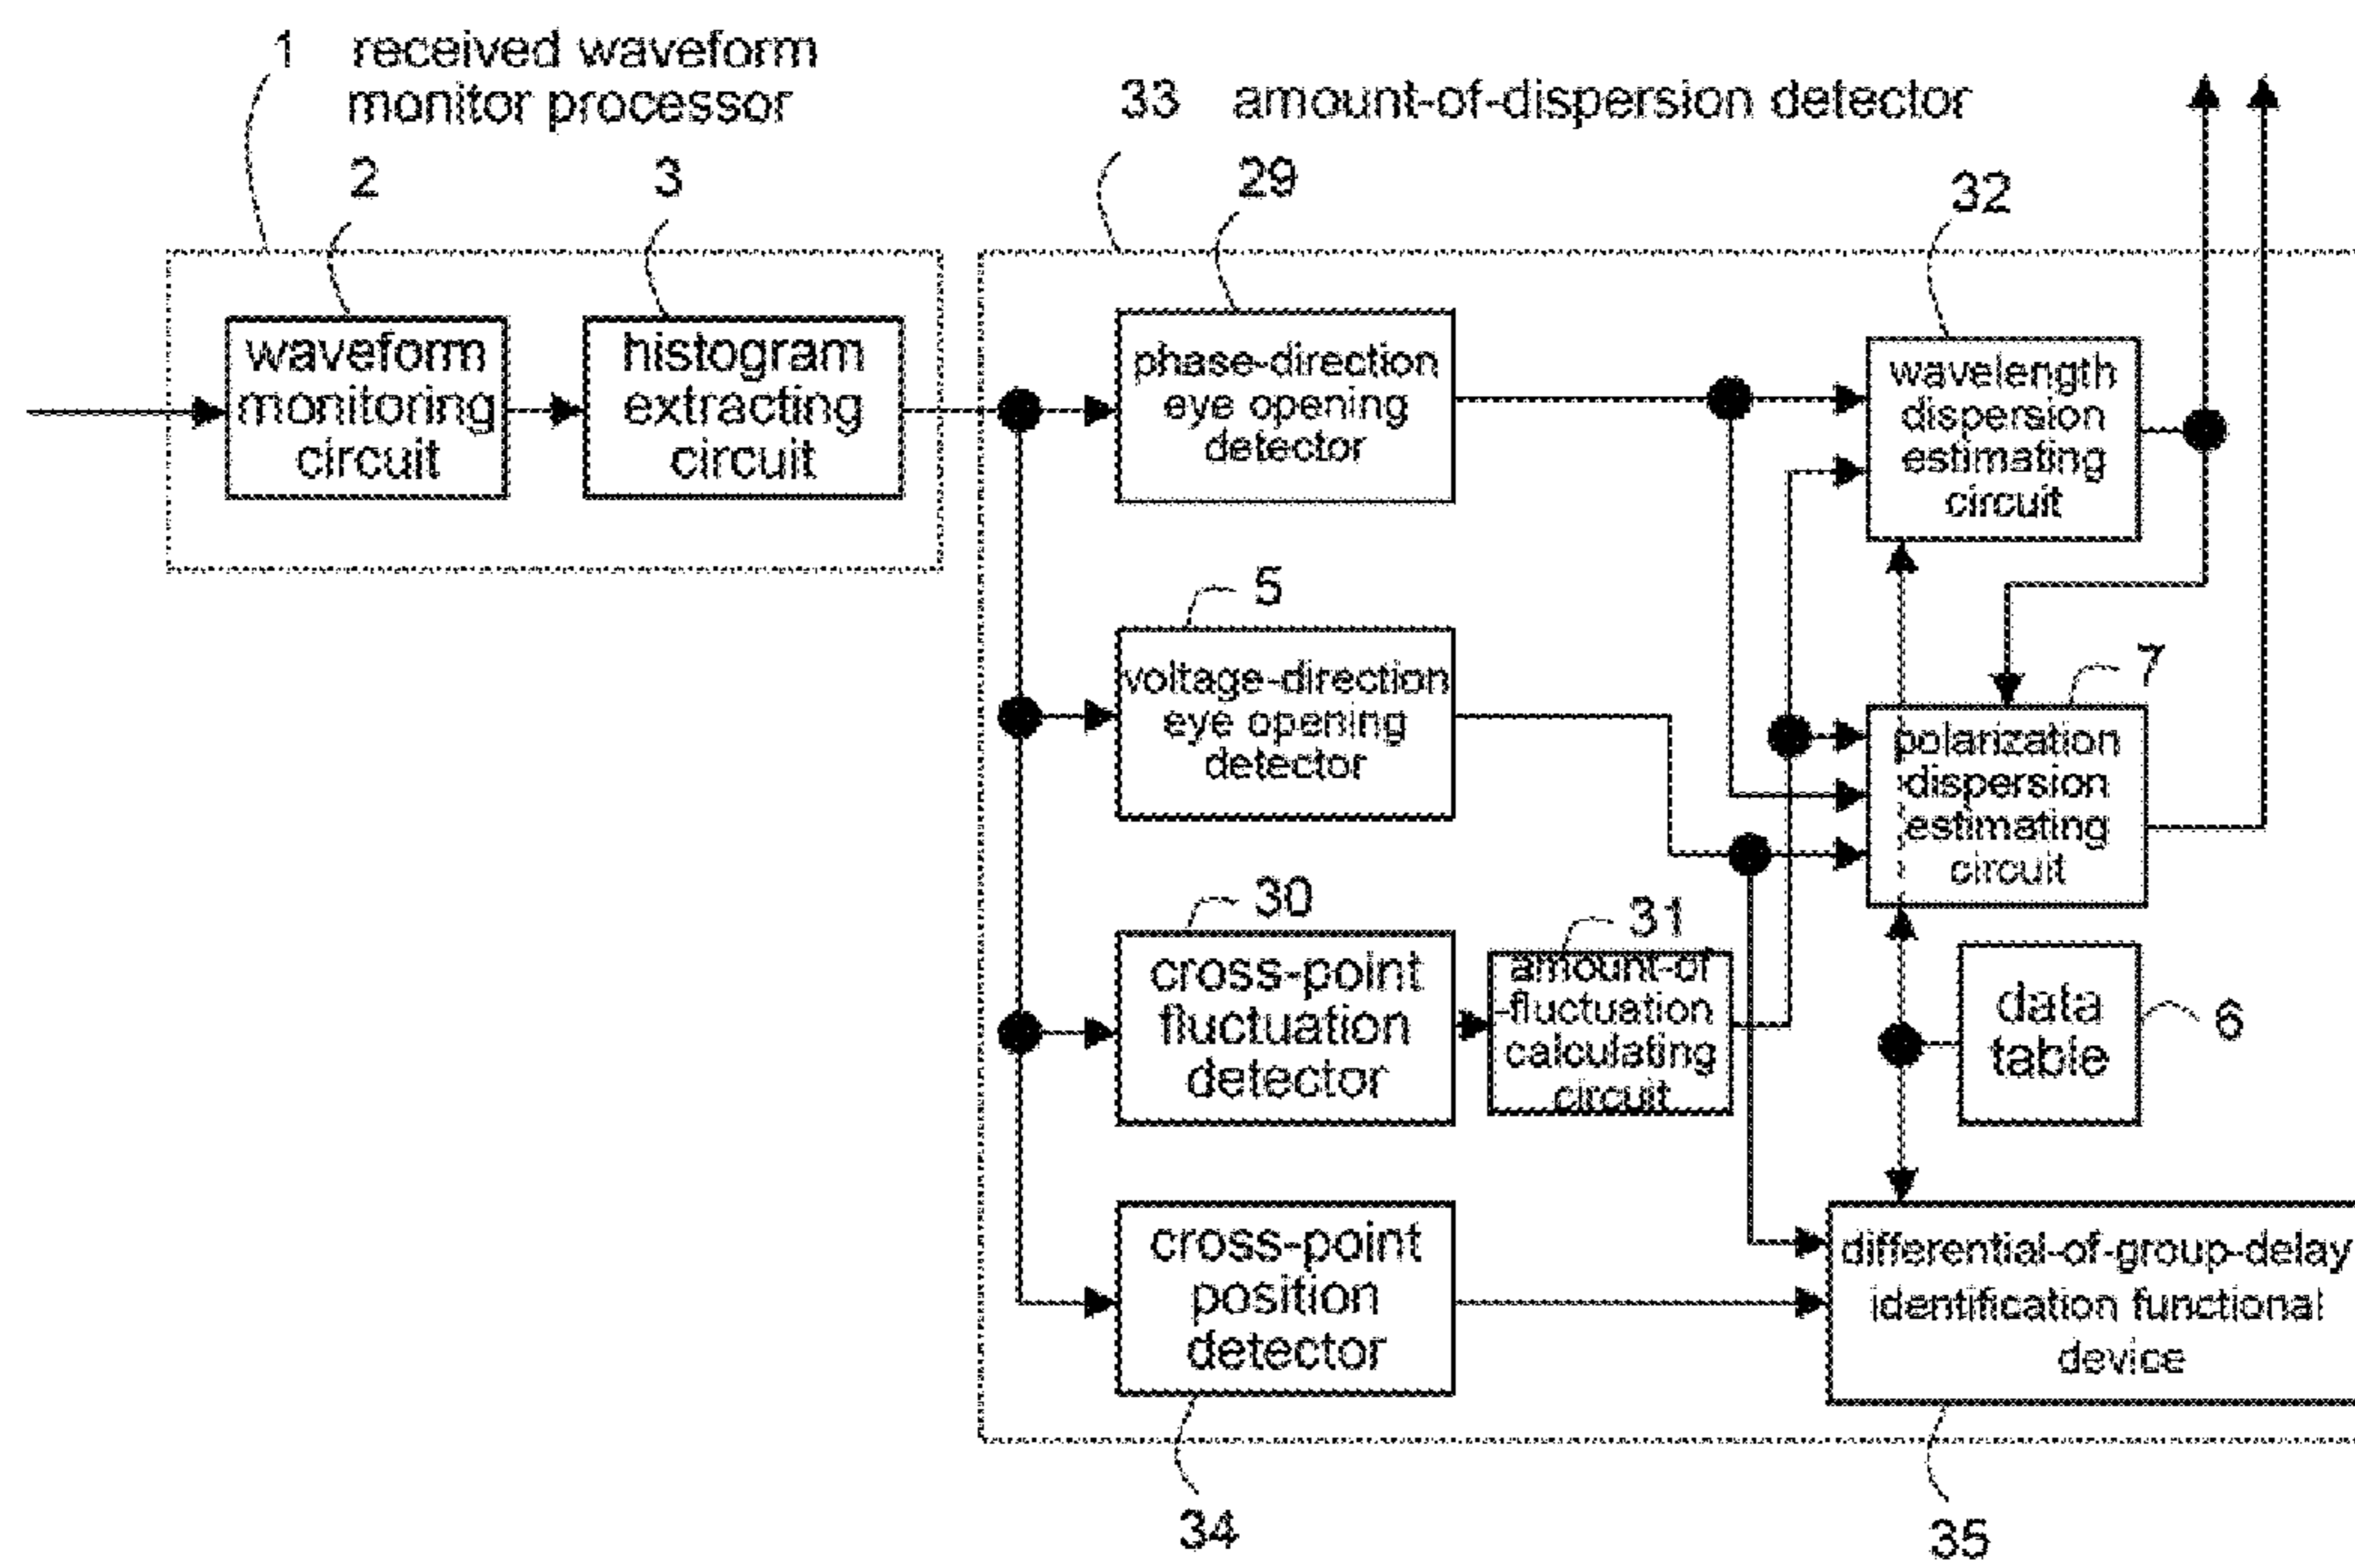 1 received waveform
monitor processor
2
3
33 amount-of-dispersion detector
29
32
waveform
monitoring
circuit
histogram
extracting
circuit
phase-direction
eye opening
detector
wavelength
dispersion
estimating
circuit
5
voltage-direction
eye opening
detector
7
polarization
dispersion
estimating
circuit
30
cross-point
fluctuation
detector
31
amount-of
-fluctuation
calculating
circuit
data
table
6
cross-point
position
detector
34
differential-of-group-delay
identification functional
device
35